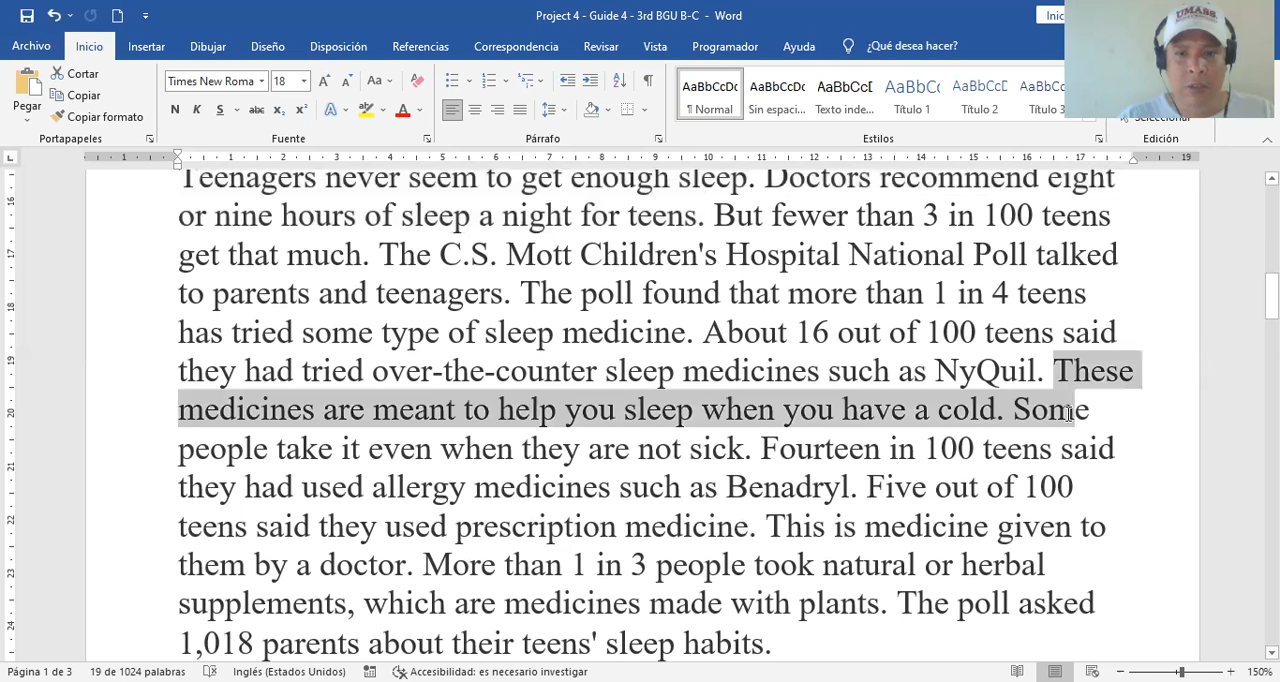 Project 4 - Guide 4 - 3rd BGU B-C - Word
Inic
Archivo Inicio Insertar Dibujar Diseño Disposición Referencias Correspondencia Revisar Vista Programador Ayuda ¿Qué desea hacer?
UMASS
Pegar
Cortar
Copiar
Copiar formato
Portapapeles
Times New Roma 18
Fuente
Párrafo
AaBbCcDc AaBbCcDc AaBbCcD AaBbC AaBbCcD AaBbCcD
¶ Normal Sin espaci... Texto inde... Título 1 Título 2 Título 3
Estilos
Seleccionar
Edición
Teenagers never seem to get enough sleep. Doctors recommend eight
or nine hours of sleep a night for teens. But fewer than 3 in 100 teens
get that much. The C.S. Mott Children's Hospital National Poll talked
to parents and teenagers. The poll found that more than 1 in 4 teens
has tried some type of sleep medicine. About 16 out of 100 teens said
they had tried over-the-counter sleep medicines such as NyQuil. These
medicines are meant to help you sleep when you have a cold. Some
people take it even when they are not sick. Fourteen in 100 teens said
they had used allergy medicines such as Benadryl. Five out of 100
teens said they used prescription medicine. This is medicine given to
them by a doctor. More than 1 in 3 people took natural or herbal
supplements, which are medicines made with plants. The poll asked
1,018 parents about their teens' sleep habits.
Página 1 de 3 19 de 1024 palabras Inglés (Estados Unidos) Accesibilidad: es necesario investigar 150%